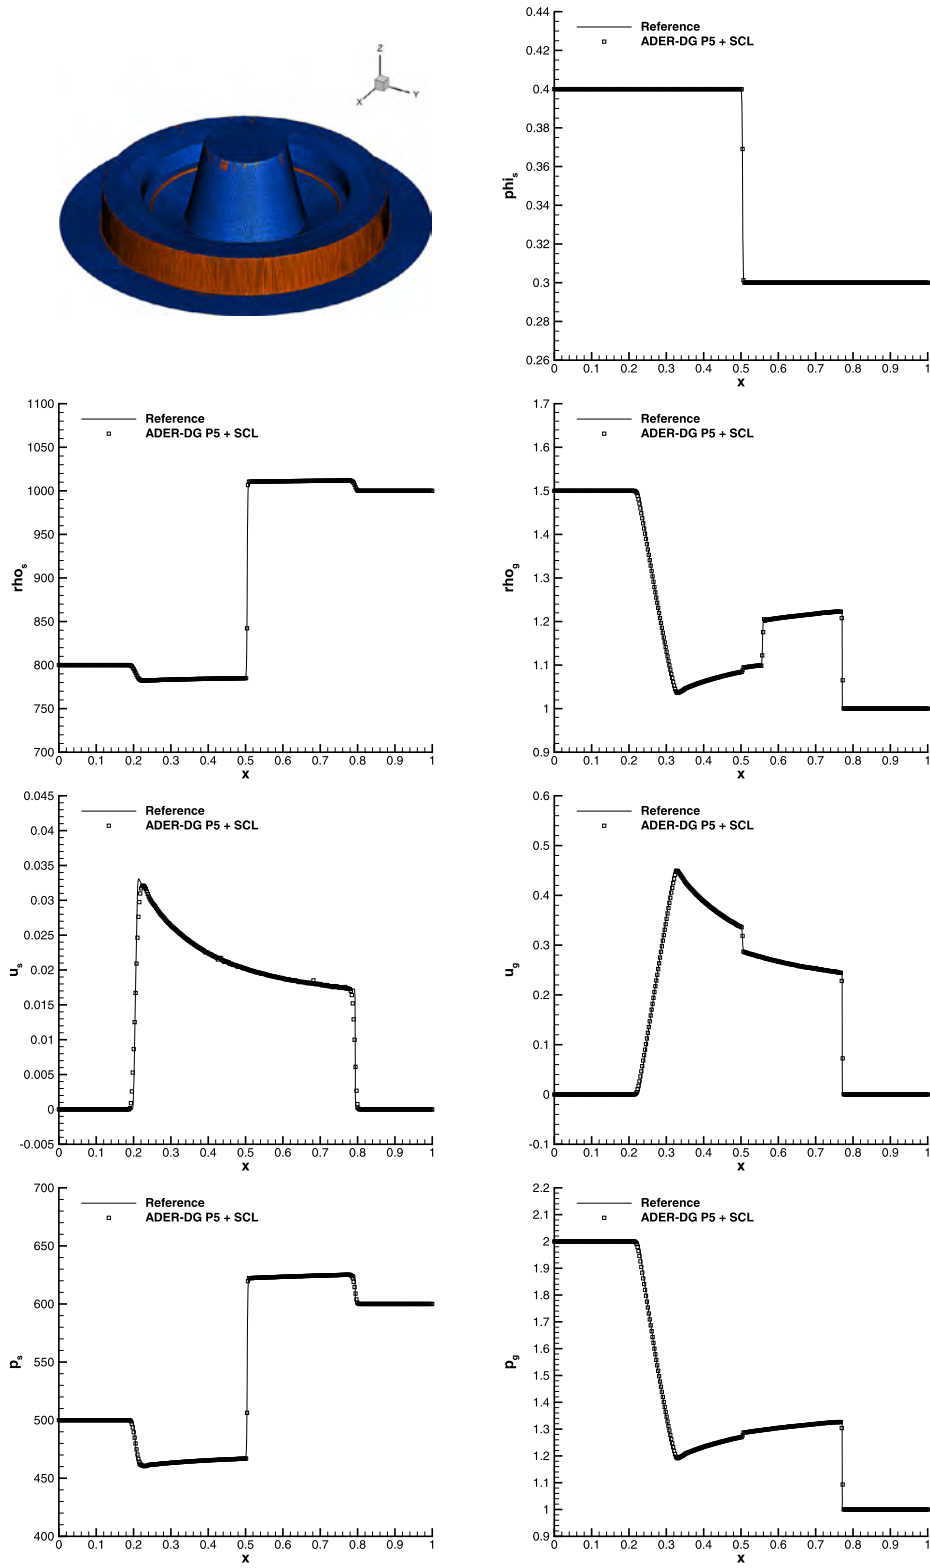 Z
X
Y
Reference
ADER-DG P5 + SCL
phi_s
0.44
0.42
0.4
0.38
0.36
0.34
0.32
0.3
0.28
0.26
0 0.1 0.2 0.3 0.4 0.5 0.6 0.7 0.8 0.9 1
x
Reference
ADER-DG P5 + SCL
rho_s
1100
1050
1000
950
900
850
800
750
700
0 0.1 0.2 0.3 0.4 0.5 0.6 0.7 0.8 0.9 1
x
Reference
ADER-DG P5 + SCL
rho_g
1.7
1.6
1.5
1.4
1.3
1.2
1.1
1
0.9
0 0.1 0.2 0.3 0.4 0.5 0.6 0.7 0.8 0.9 1
x
Reference
ADER-DG P5 + SCL
u_s
0.045
0.04
0.035
0.03
0.025
0.02
0.015
0.01
0.005
0
-0.005
0 0.1 0.2 0.3 0.4 0.5 0.6 0.7 0.8 0.9 1
x
Reference
ADER-DG P5 + SCL
u_g
0.6
0.5
0.4
0.3
0.2
0.1
0
-0.1
0 0.1 0.2 0.3 0.4 0.5 0.6 0.7 0.8 0.9 1
x
Reference
ADER-DG P5 + SCL
p_s
700
650
600
550
500
450
400
0 0.1 0.2 0.3 0.4 0.5 0.6 0.7 0.8 0.9 1
x
Reference
ADER-DG P5 + SCL
p_g
2.2
2.1
2
1.9
1.8
1.7
1.6
1.5
1.4
1.3
1.2
1.1
1
0.9
0 0.1 0.2 0.3 0.4 0.5 0.6 0.7 0.8 0.9 1
x